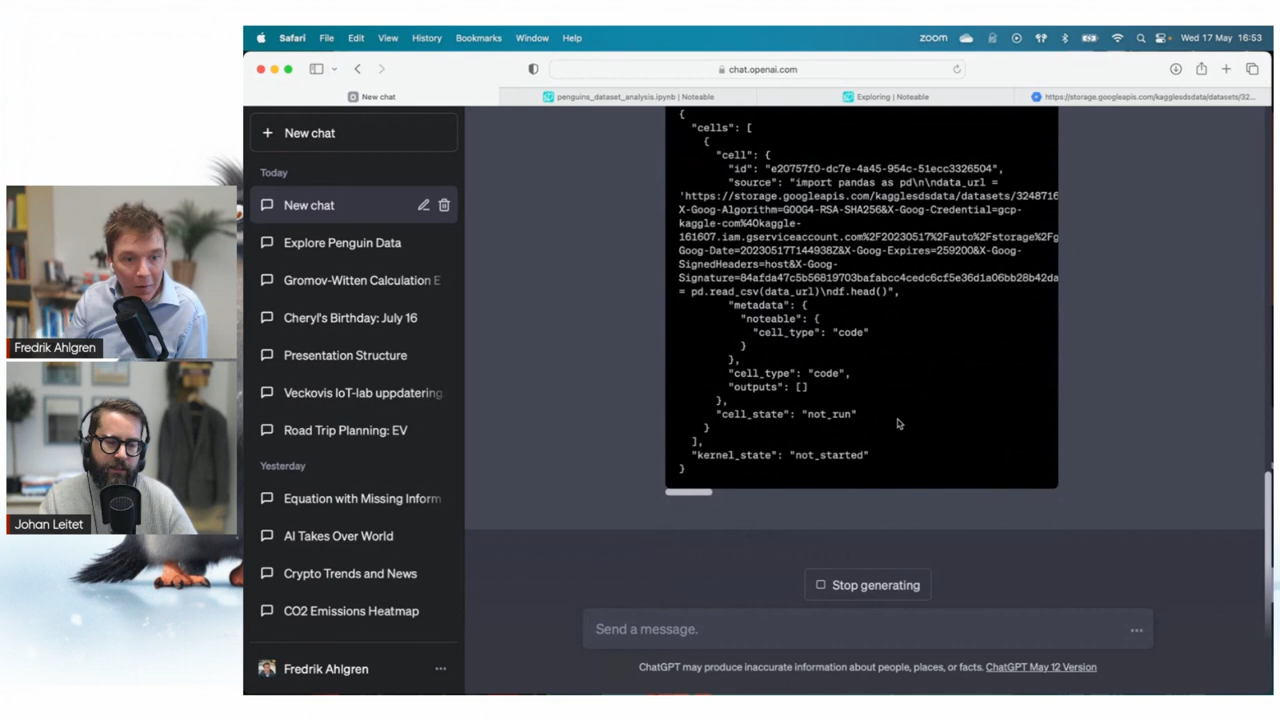 Safari File Edit View History Bookmarks Window Help
zoom Wed 17 May 16:53
chat.openai.com
New chat
penguins_dataset_analysis.ipynb | Noteable
Exploring | Noteable
https://storage.googleapis.com/kagglesdsdata/datasets/32...
+ New chat
Today
New chat
Explore Penguin Data
Gromov-Witten Calculation E
Cheryl's Birthday: July 16
Presentation Structure
Veckovis IoT-lab uppdatering
Road Trip Planning: EV
Yesterday
Equation with Missing Inform
AI Takes Over World
Crypto Trends and News
CO2 Emissions Heatmap
Fredrik Ahlgren
{
"cells": [
{
"cell": {
"id": "e20757f0-dc7e-4a45-954c-51ecc3326504",
"source": "import pandas as pd\n\ndata_url =
'https://storage.googleapis.com/kagglesdsdata/datasets/3248716
X-Goog-Algorithm=GOOG4-RSA-SHA256&X-Goog-Credential=gcp-
kaggle-com%40kaggle-
161607.iam.gserviceaccount.com%2F20230517%2Fauto%2Fstorage%2Fg
Goog-Date=20230517T144938Z&X-Goog-Expires=259200&X-Goog-
SignedHeaders=host&X-Goog-
Signature=84afda47c5b56819703bafabcc4cedc6cf5e36d1a06bb28b42da
= pd.read_csv(data_url)\ndf.head()",
"metadata": {
"noteable": {
"cell_type": "code"
}
},
"cell_type": "code",
"outputs": []
},
"cell_state": "not_run"
}
],
"kernel_state": "not_started"
}
Stop generating
Send a message.
ChatGPT may produce inaccurate information about people, places, or facts. ChatGPT May 12 Version
Fredrik Ahlgren
Johan Leitet